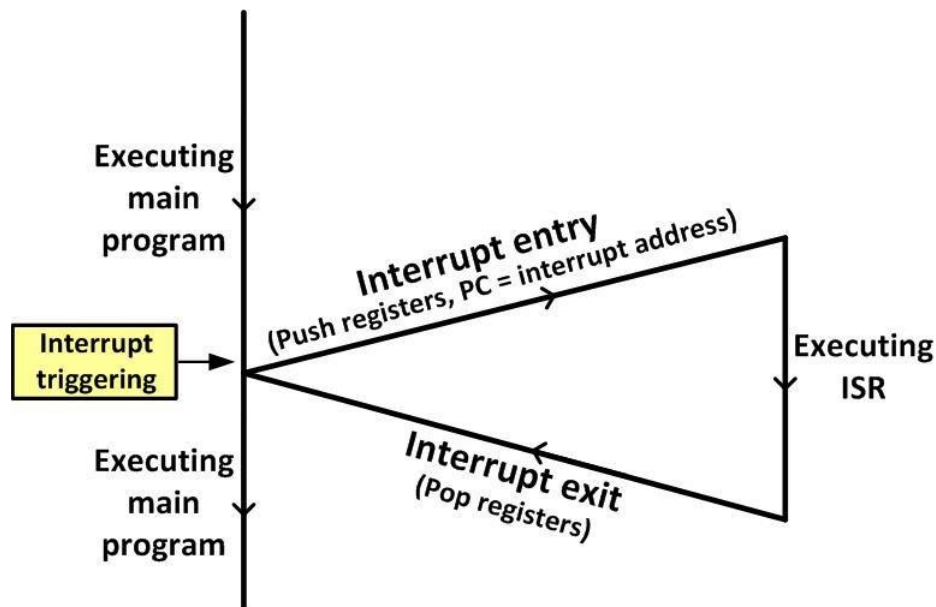 Executing
main
program
Interrupt entry
(Push registers, PC = interrupt address)
Interrupt
triggering
Executing
ISR
Interrupt exit
(Pop registers)
Executing
main
program